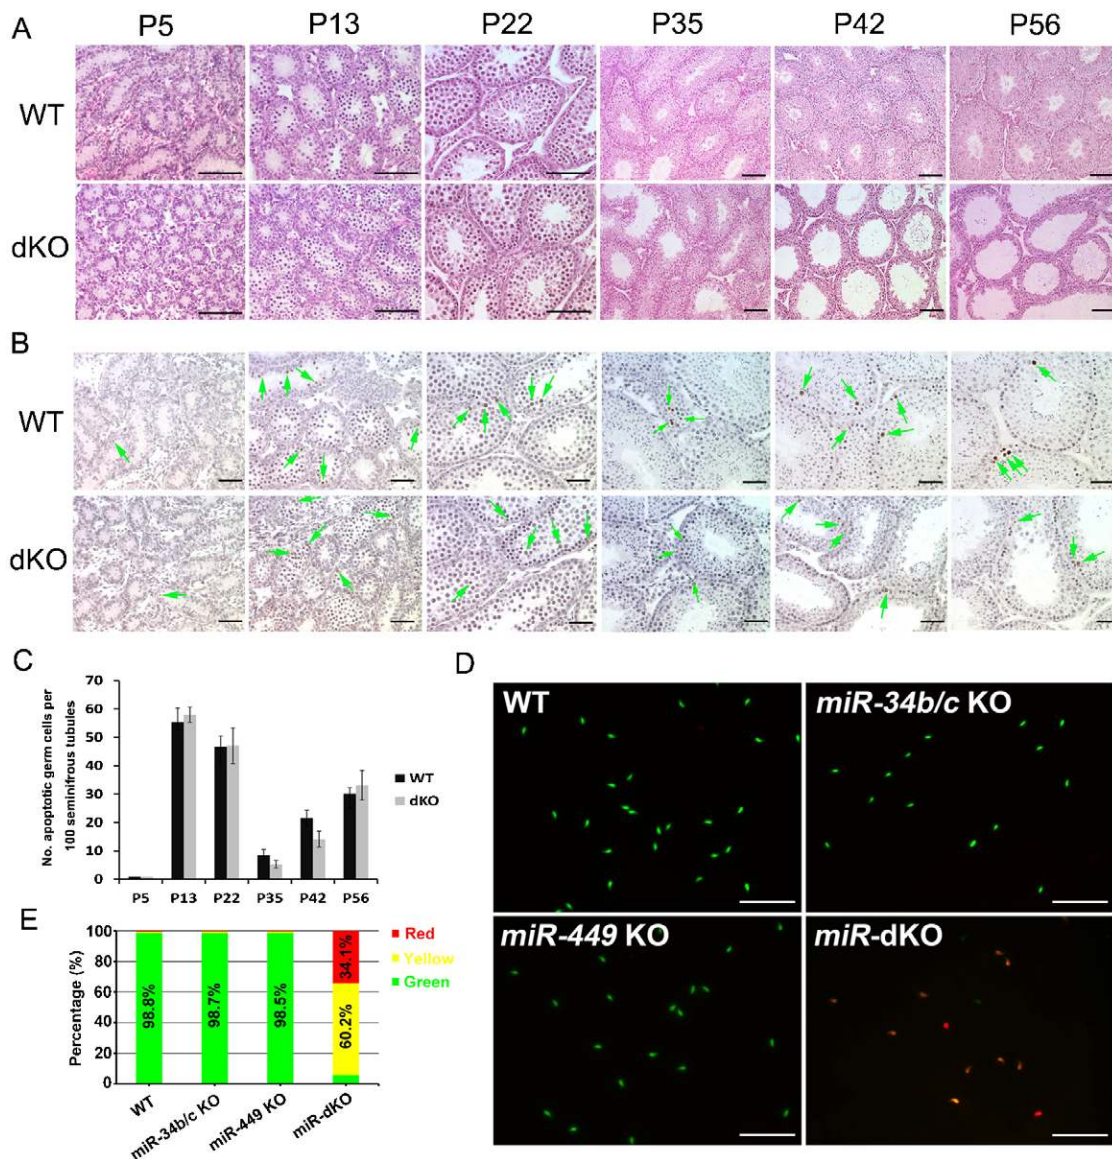 A
P5 P13 P22 P35 P42 P56
WT
dKO
B
WT
dKO
C
No. apoptotic germ cells per
100 seminifrous tubules
70
60
50
40
30
20
10
0
P5 P13 P22 P35 P42 P56
WT
dKO
D
WT
miR-34b/c KO
miR-449 KO
miR-dKO
E
Percentage (%)
100
80
60
40
20
0
98.8%
98.7%
98.5%
34.1%
60.2%
Red
Yellow
Green
WT
miR-34b/c KO
miR-449 KO
miR-dKO